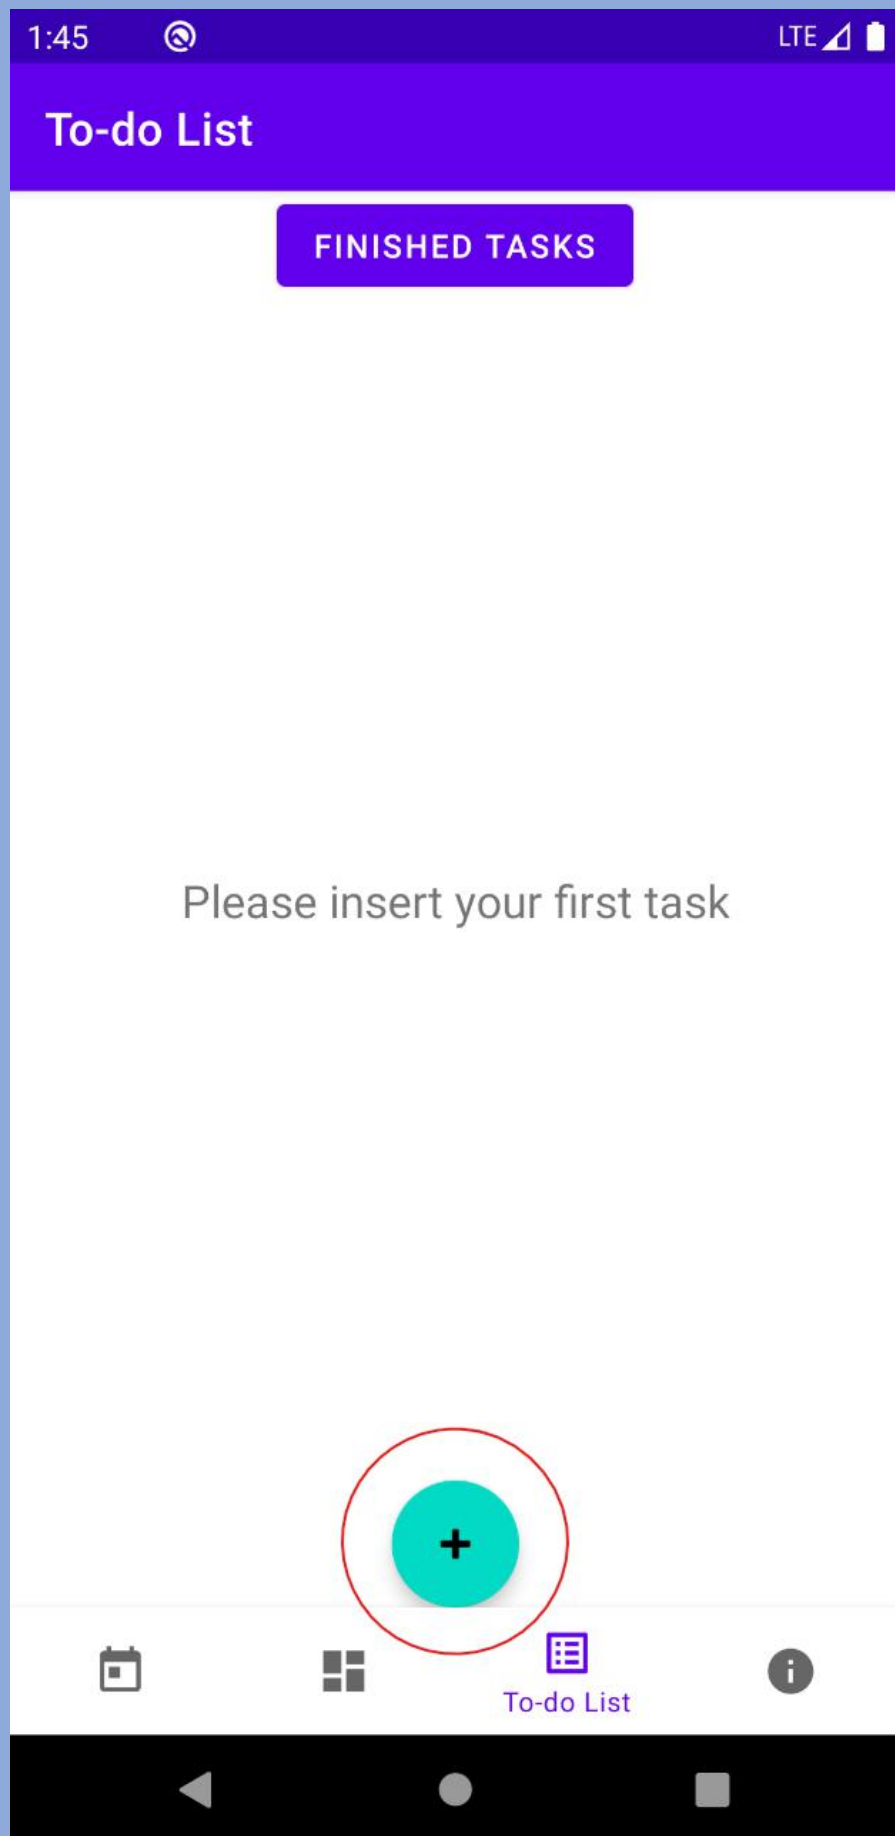 1:45 LTE
To-do List
FINISHED TASKS
Please insert your first task
To-do List